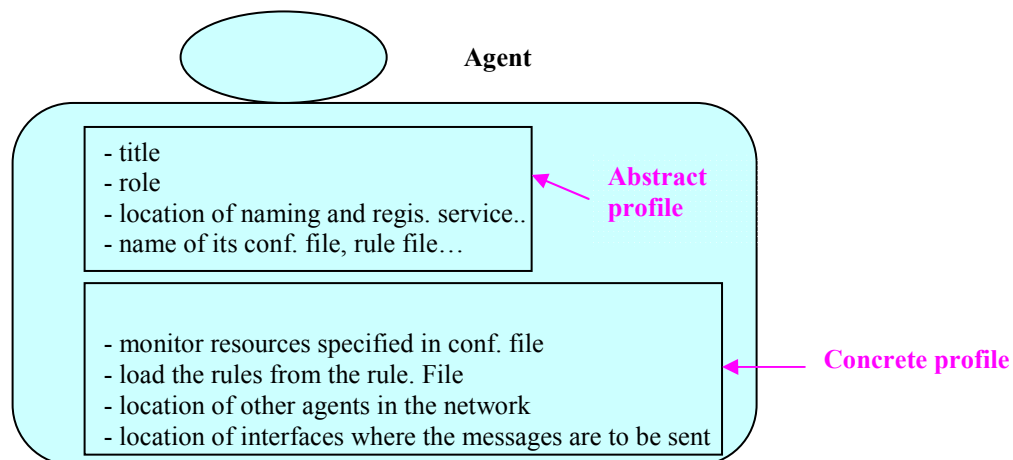 Agent
- title
- role
- location of naming and regis. service..
- name of its conf. file, rule file…
Abstract
profile
- monitor resources specified in conf. file
- load the rules from the rule. File
- location of other agents in the network
- location of interfaces where the messages are to be sent
Concrete profile